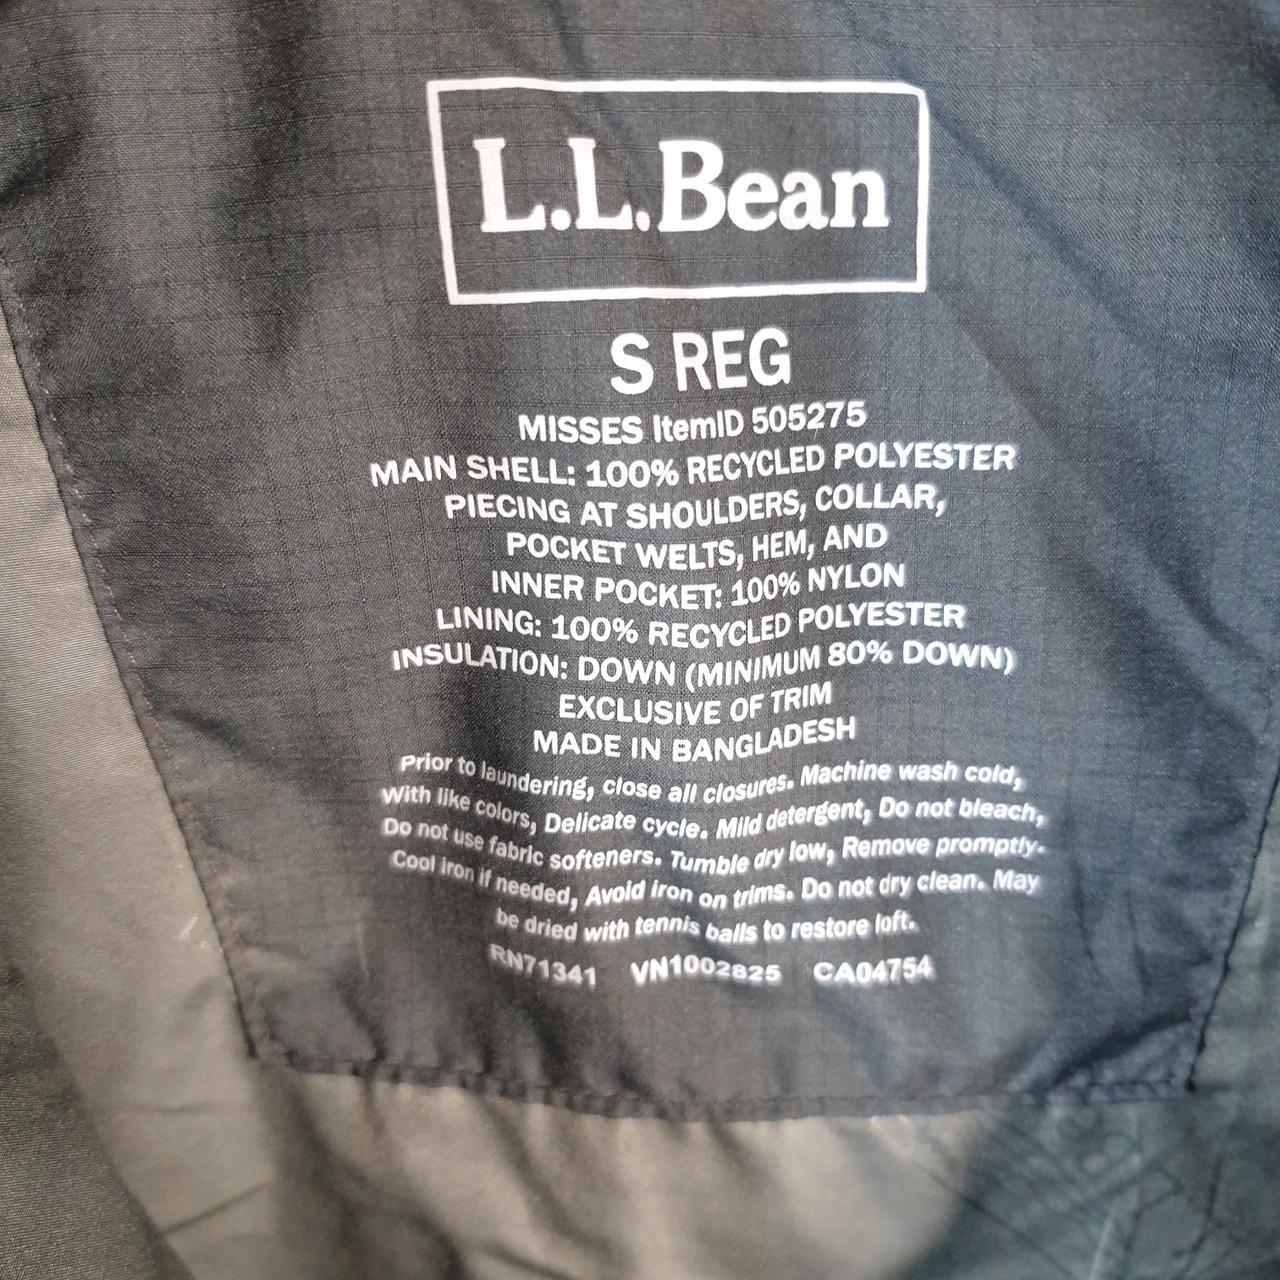 L.L.Bean
S REG
MISSES ItemID 505275
MAIN SHELL: 100% RECYCLED POLYESTER
PIECING AT SHOULDERS, COLLAR,
POCKET WELTS, HEM, AND
INNER POCKET: 100% NYLON
LINING: 100% RECYCLED POLYESTER
INSULATION: DOWN (MINIMUM 80% DOWN)
EXCLUSIVE OF TRIM
MADE IN BANGLADESH
Prior to laundering, close all closures. Machine wash cold,
With like colors, Delicate cycle. Mild detergent, Do not bleach,
Do not use fabric softeners. Tumble dry low, Remove promptly.
Cool iron if needed, Avoid iron on trims. Do not dry clean. May
be dried with tennis balls to restore loft.
RN71341 VN1002825 CA04754